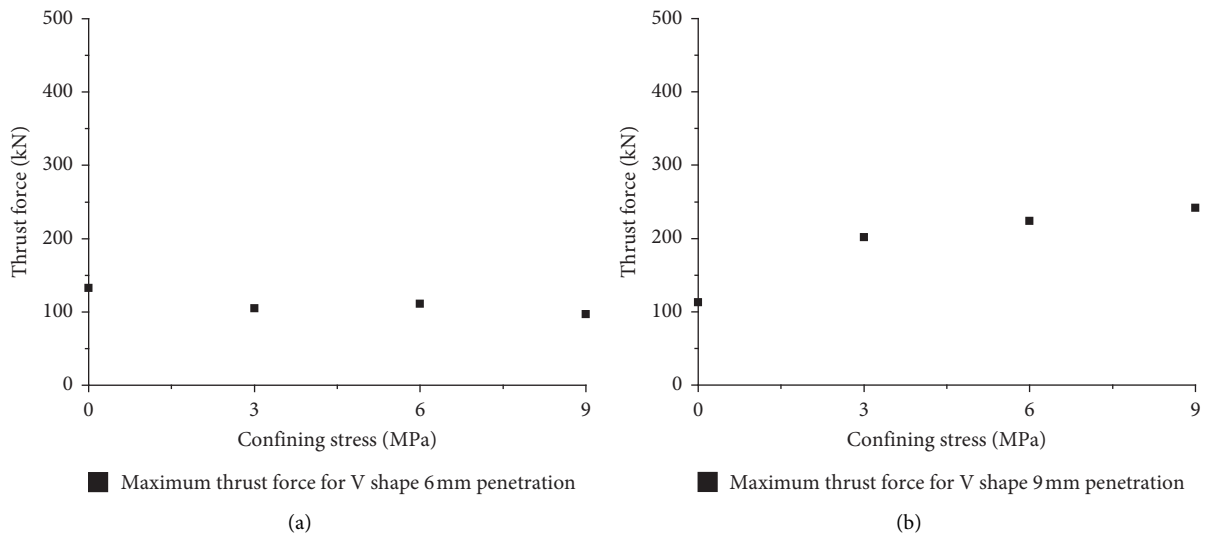 500
400
300
200
100
0
Thrust force (kN)
0 3 6 9
Confining stress (MPa)
Maximum thrust force for V shape 6 mm penetration
(a)
500
400
300
200
100
0
Thrust force (kN)
0 3 6 9
Confining stress (MPa)
Maximum thrust force for V shape 9 mm penetration
(b)